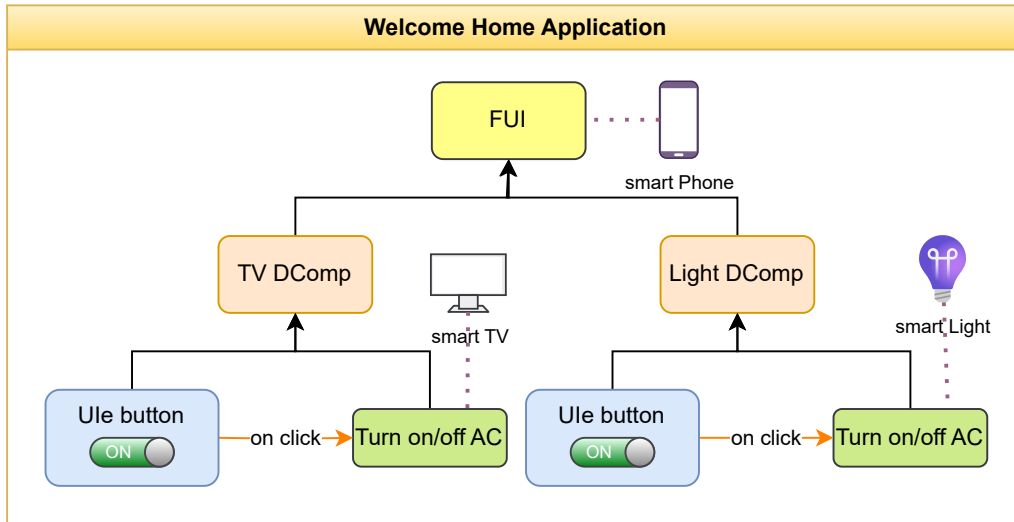 Welcome Home Application
FUI
smart Phone
TV DComp
smart TV
Light DComp
smart Light
UIe button
ON
on click
Turn on/off AC
UIe button
ON
on click
Turn on/off AC